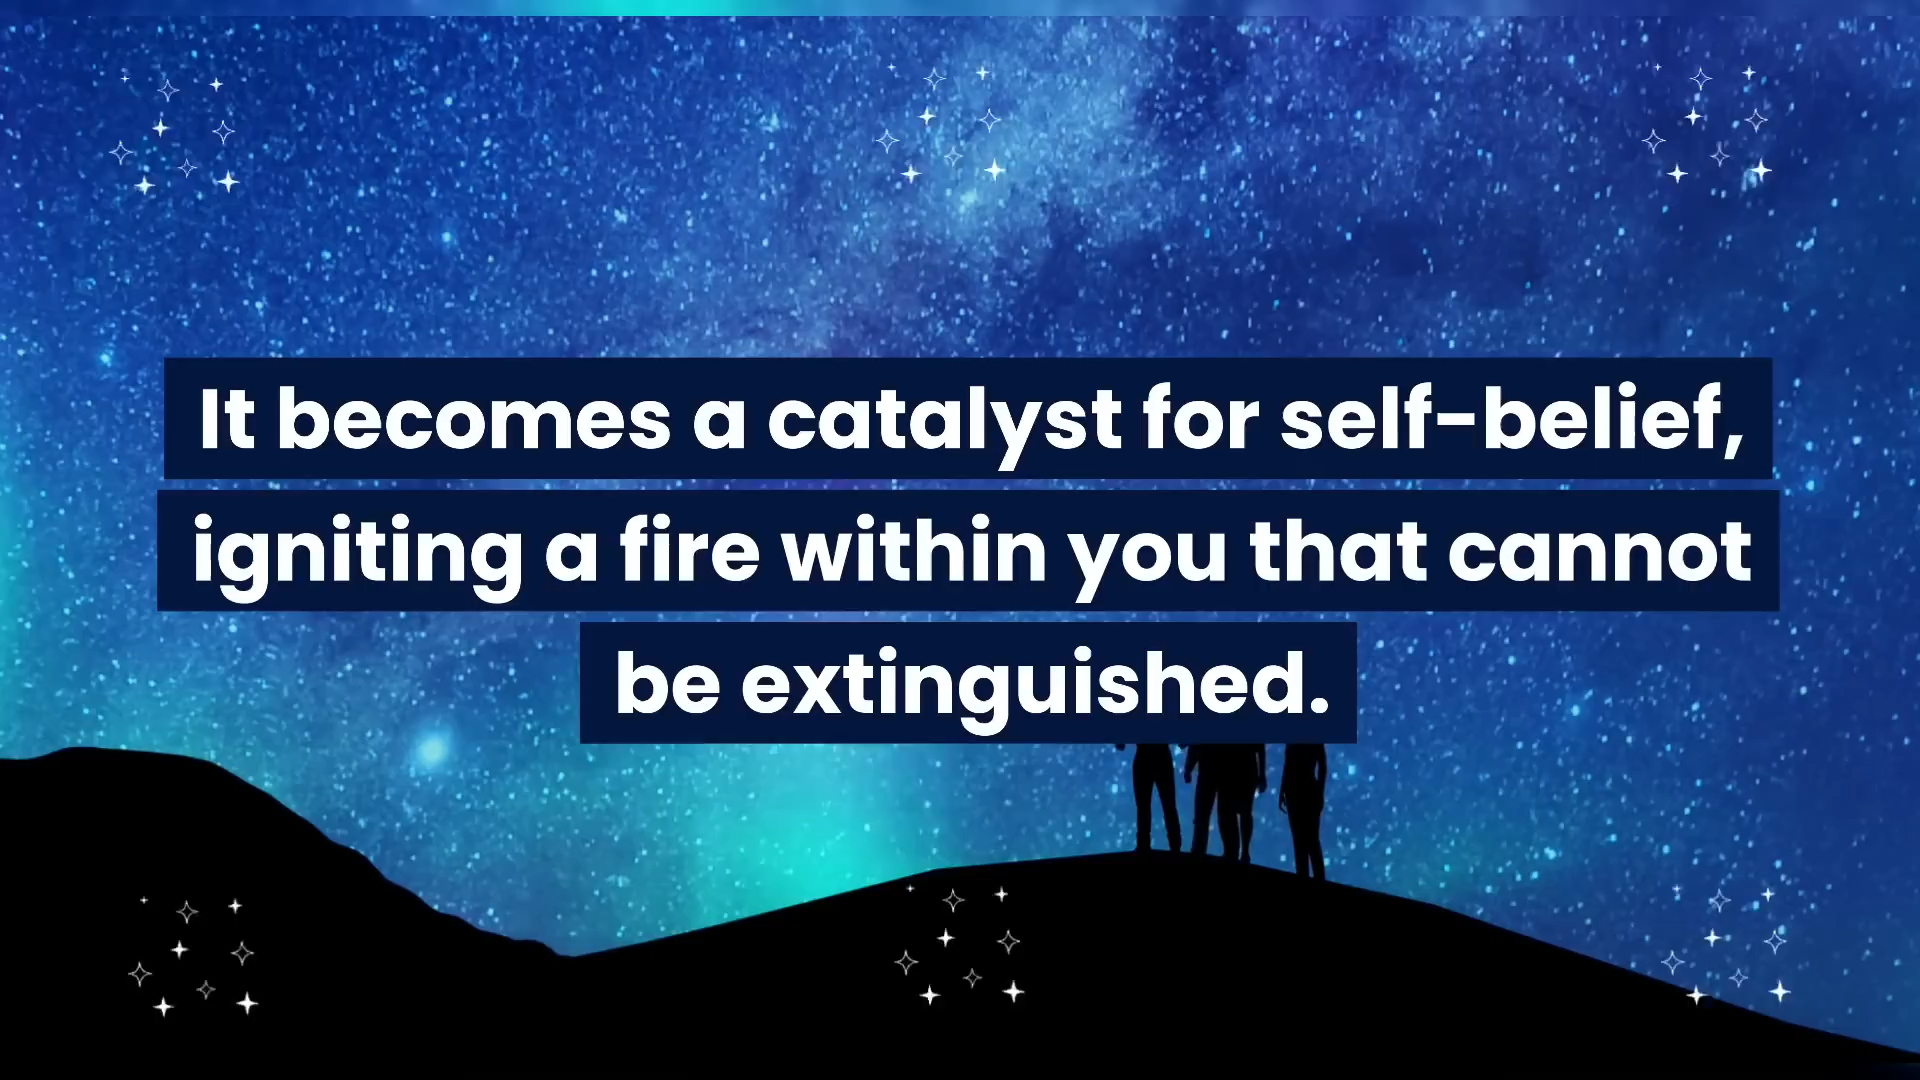 It becomes a catalyst for self-belief,
igniting a fire within you that cannot
be extinguished.